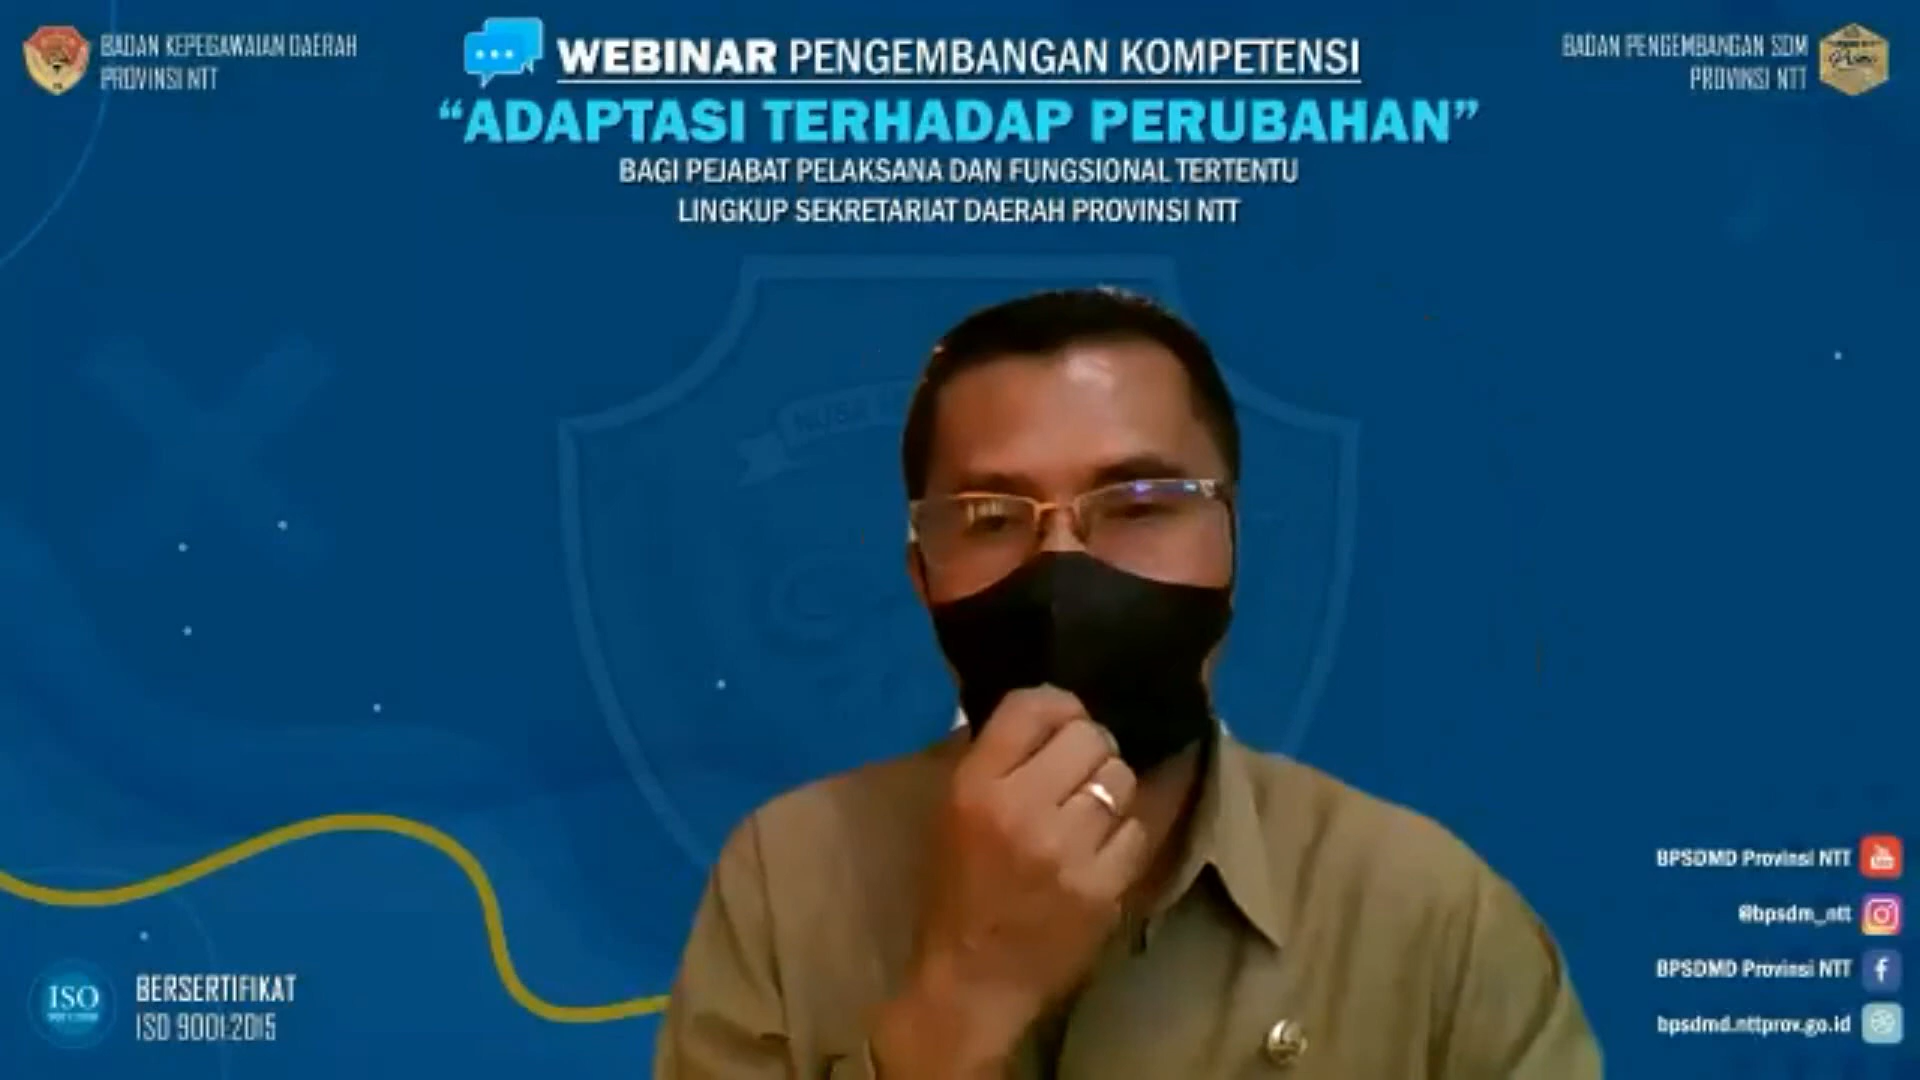 BADAN KEPEGAWAIAN DAERAH
PROVINSI NTT
WEBINAR PENGEMBANGAN KOMPETENSI
“ADAPTASI TERHADAP PERUBAHAN”
BAGI PEJABAT PELAKSANA DAN FUNGSIONAL TERTENTU
LINGKUP SEKRETARIAT DAERAH PROVINSI NTT
BADAN PENGEMBANGAN SDM
PROVINSI NTT
NUSA
BPSDMD Provinsi NTT
@bpsdm_ntt
BPSDMD Provinsi NTT
bpsdmd.nttprov.go.id
ISO
BERSERTIFIKAT
ISO 9001:2015